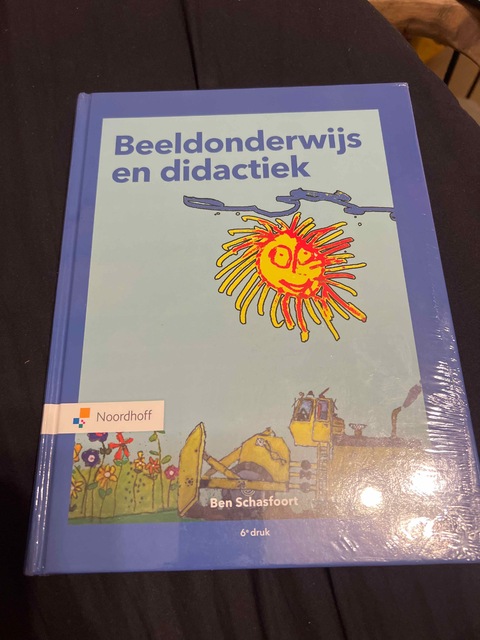 Beeldonderwijs
en didactiek
Noordhoff
Ben Schasfoort
6e druk